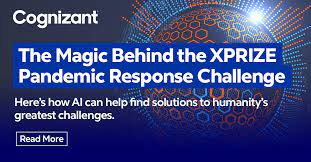 Cognizant
The Magic Behind the XPRIZE
Pandemic Response Challenge
Here's how AI can help find solutions to humanity's
greatest challenges.
Read More